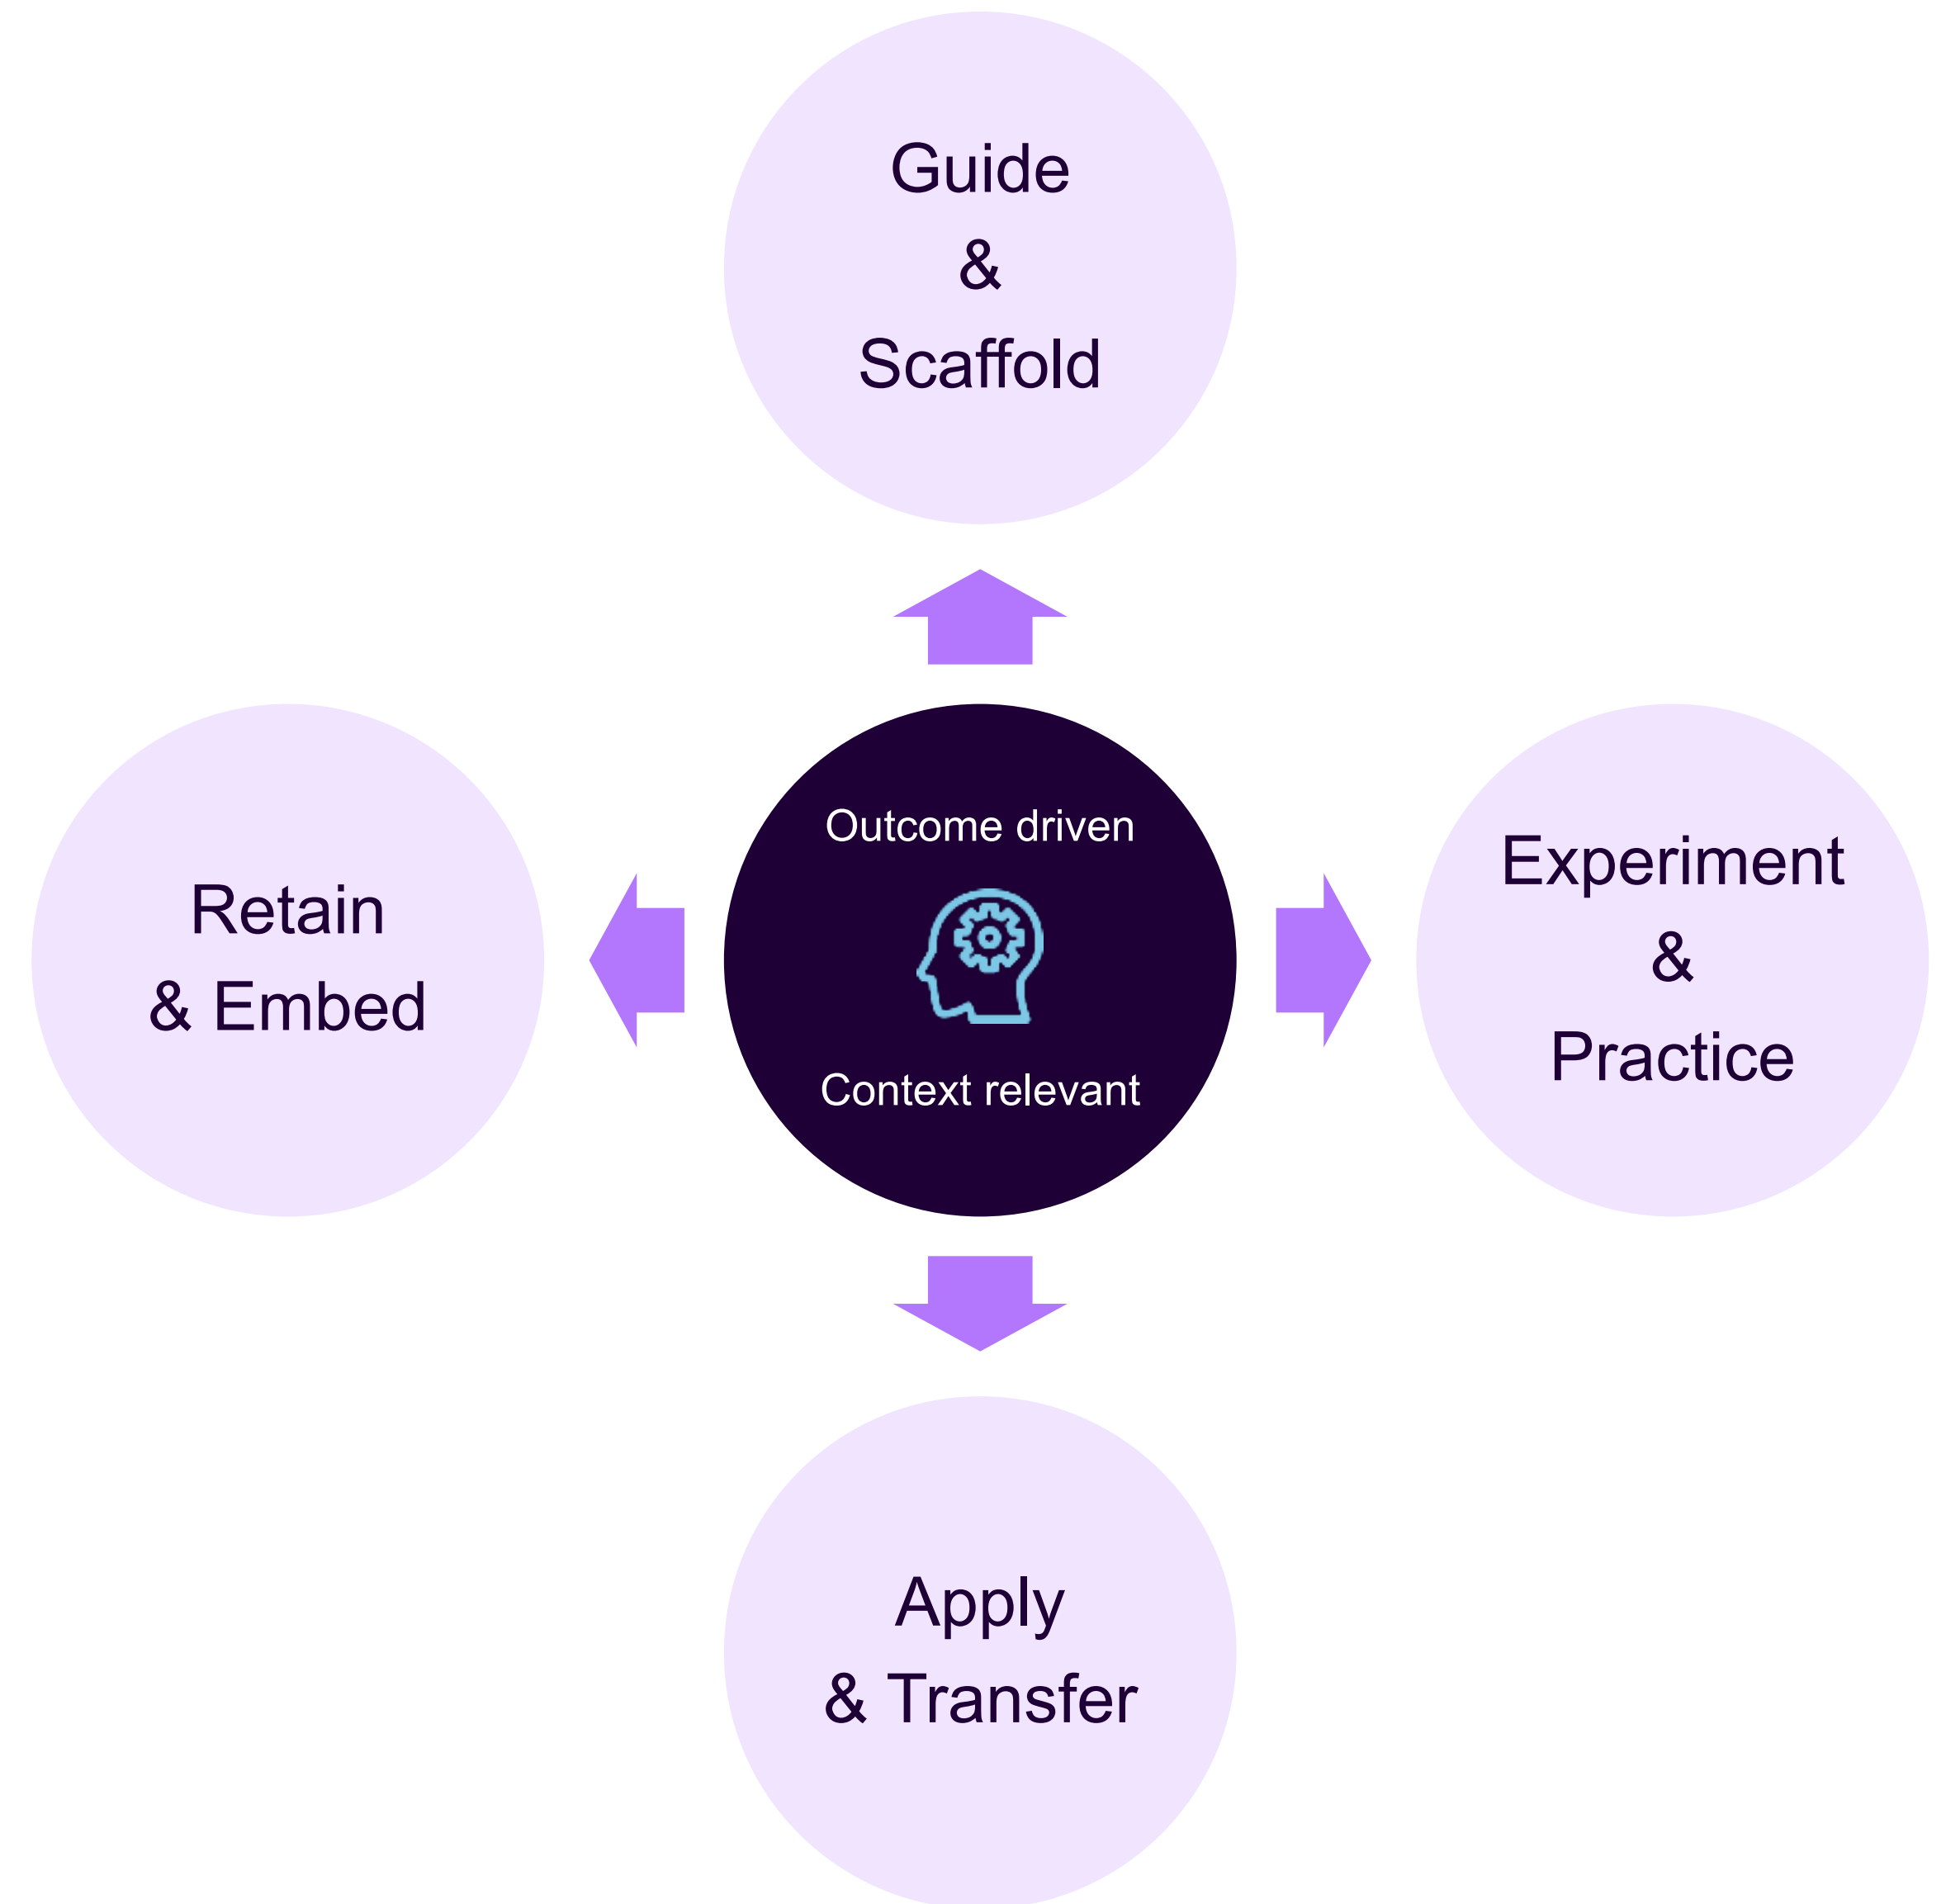 Guide
&
Scaffold
Retain
& Embed
Outcome driven
Context relevant
Experiment
&
Practice
Apply
& Transfer